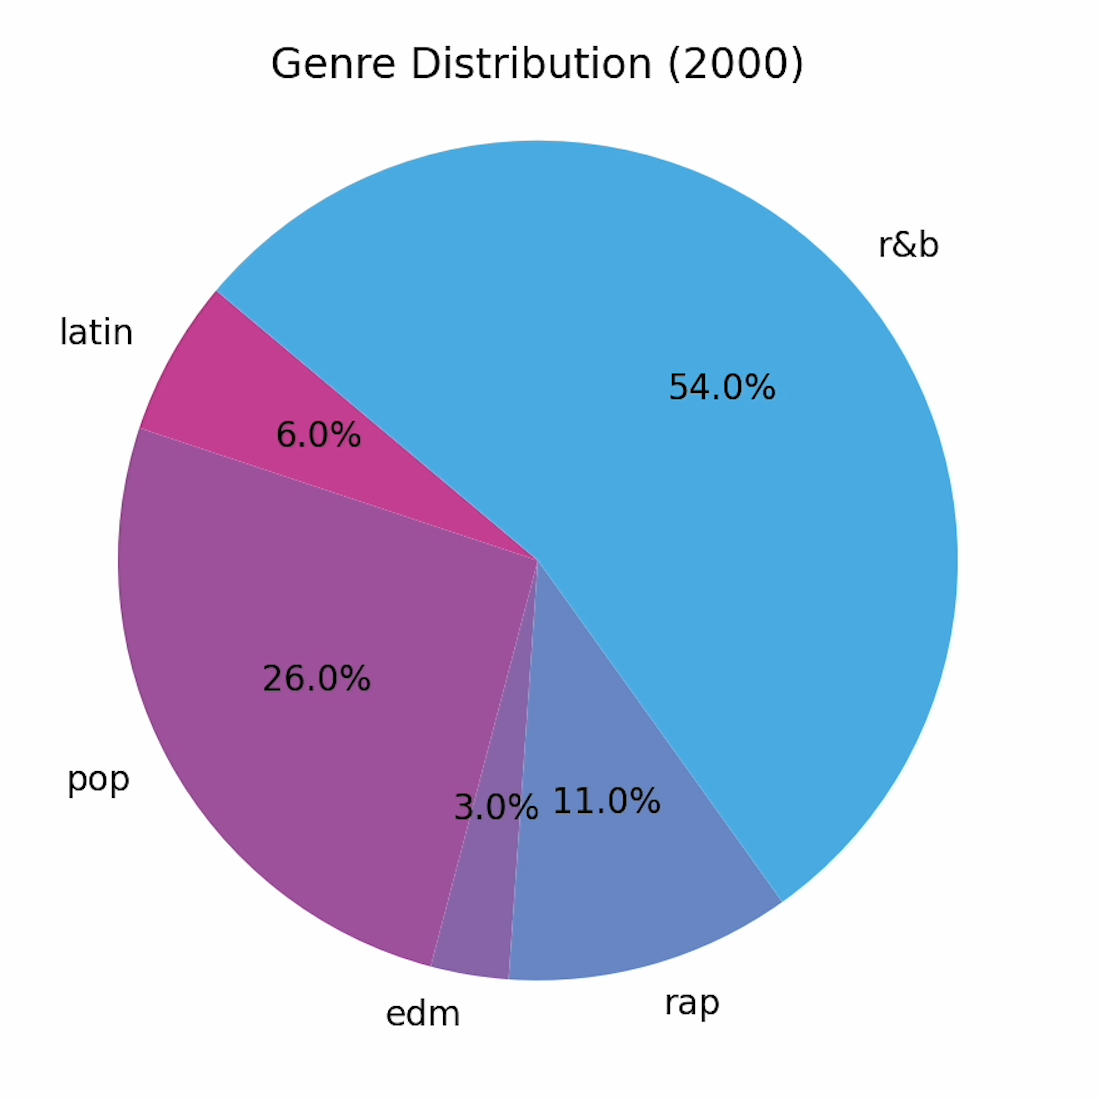 Genre Distribution (2000)
r&b
54.0%
latin
6.0%
26.0%
pop
3.0%
11.0%
edm
rap